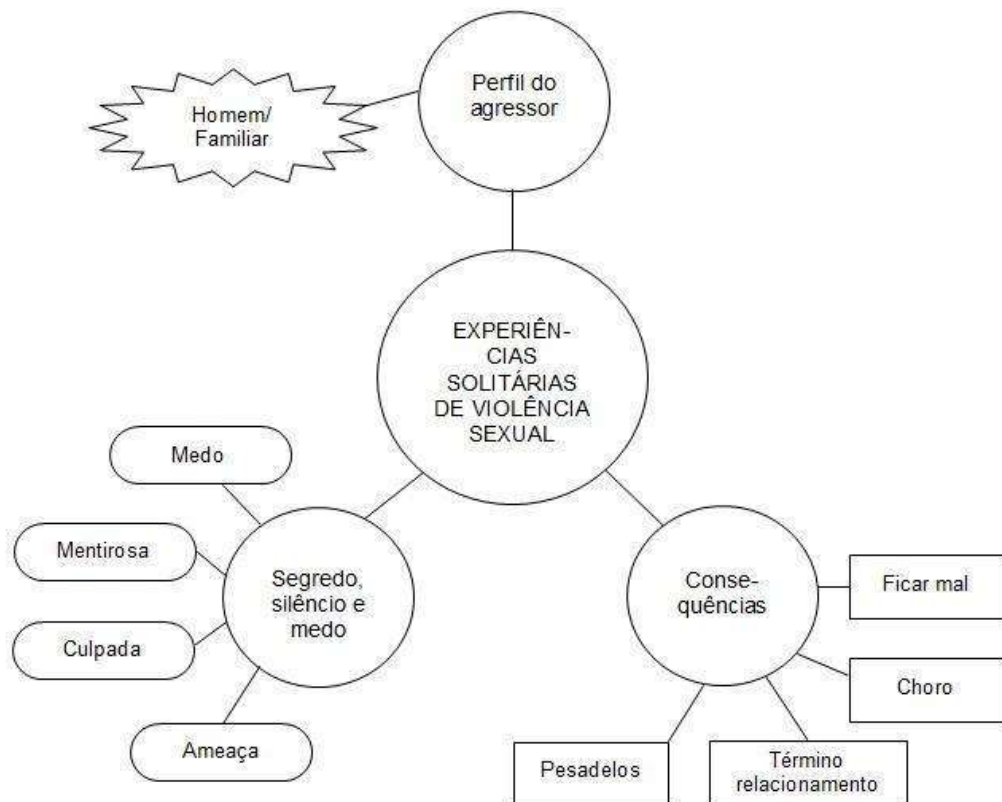 Perfil do
agressor
Homem/
Familiar
EXPERIÊN-
CIAS
SOLITÁRIAS
DE VIOLÊNCIA
SEXUAL
Medo
Mentirosa
Culpada
Ameaça
Segredo,
silêncio e
medo
Conse-
quências
Ficar mal
Choro
Pesadelos
Término
relacionamento